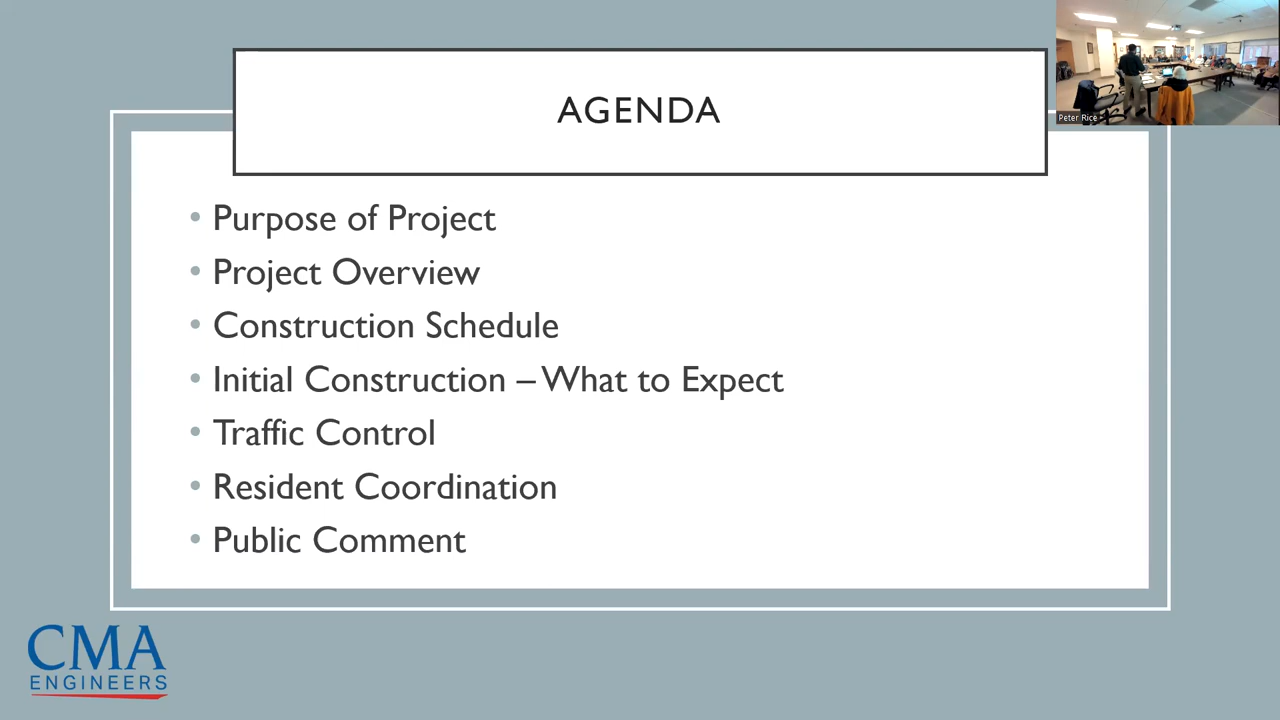 AGENDA
Peter Rice
• Purpose of Project
• Project Overview
• Construction Schedule
• Initial Construction – What to Expect
• Traffic Control
• Resident Coordination
• Public Comment
CMA
ENGINEERS